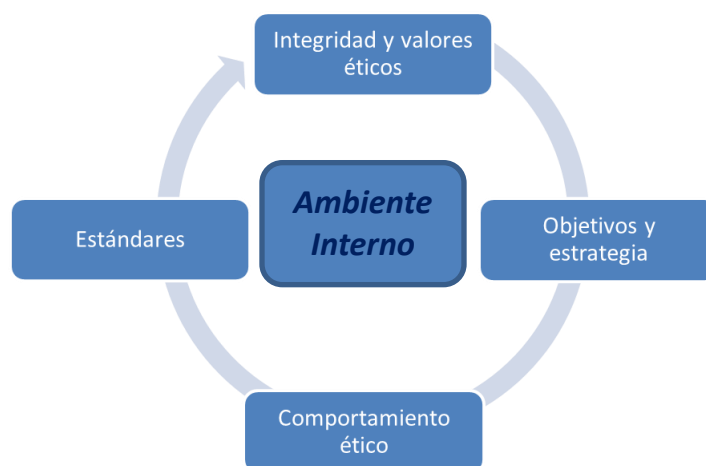 Integridad y valores
éticos
Ambiente
Interno
Estándares
Objetivos y
estrategia
Comportamiento
ético